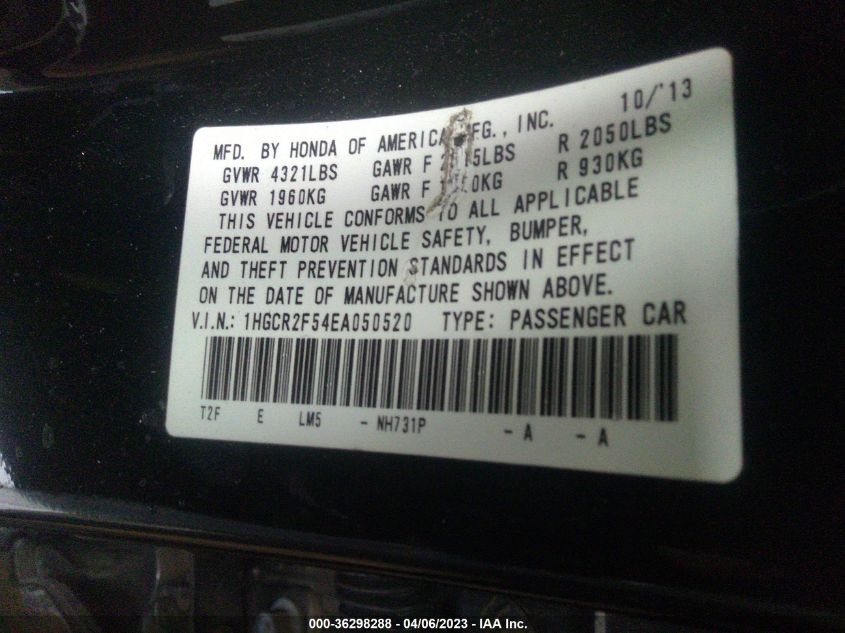 MFD. BY HONDA OF AMERICA MFG., INC. 10/'13
GVWR 4321LBS GAWR F R 2050LBS
GVWR 1960KG GAWR F R 930KG
THIS VEHICLE CONFORMS TO ALL APPLICABLE
FEDERAL MOTOR VEHICLE SAFETY, BUMPER,
AND THEFT PREVENTION STANDARDS IN EFFECT
ON THE DATE OF MANUFACTURE SHOWN ABOVE.
V.I.N.: 1HGCR2F54EA050520 TYPE: PASSENGER CAR
T2F E LM5 - NH731P - A - A
000-36298288 - 04/06/2023 - IAA Inc.